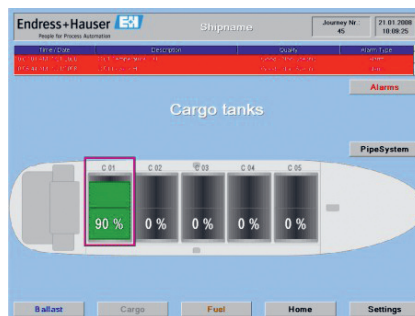 Endress+Hauser EH
People for Process Automation
Shipname
Journey Nr.:
45
21.01.2008
10:09:25
Time / Date Description Quality Alarm Type
Alarms
Cargo tanks
PipeSystem
C 01 C 02 C 03 C 04 C 05
90 % 0 % 0 % 0 % 0 %
Ballast Cargo Fuel Home Settings